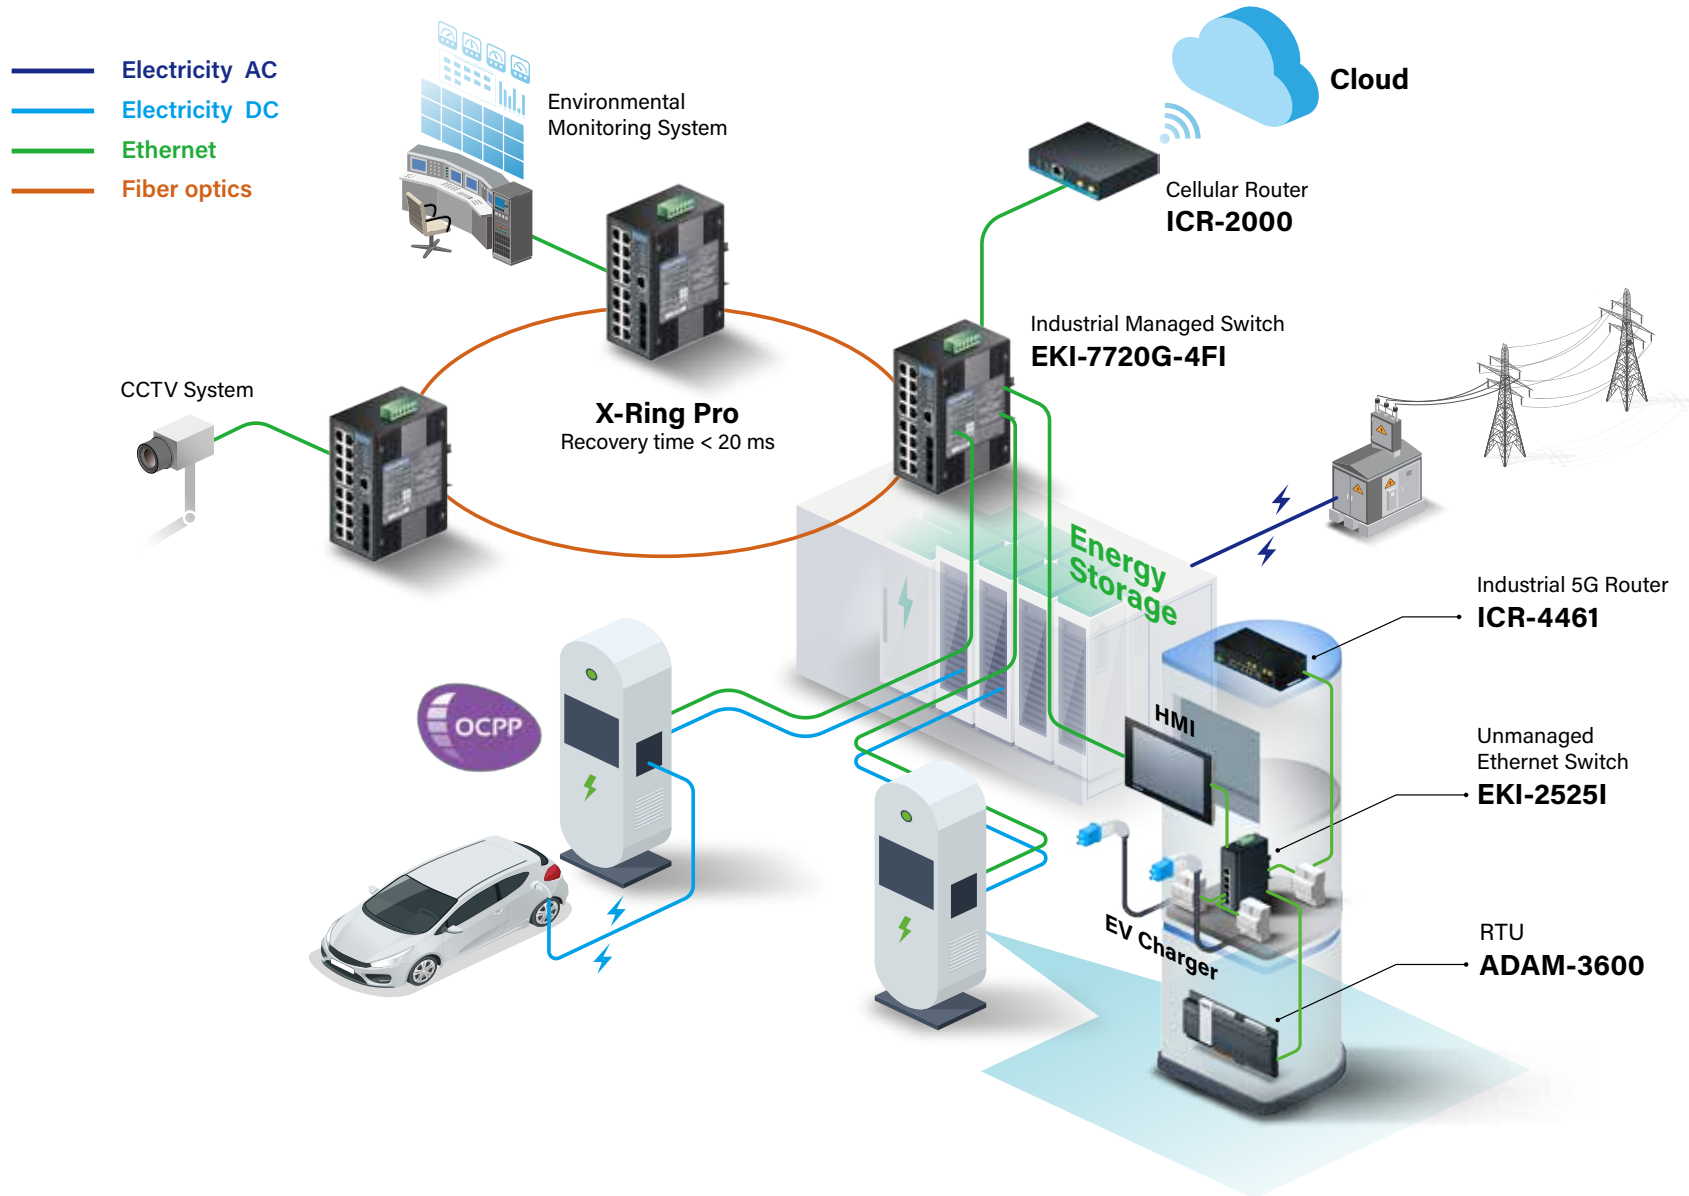 Electricity AC
Electricity DC
Ethernet
Fiber optics
Environmental
Monitoring System
Cloud
Cellular Router
ICR-2000
Industrial Managed Switch
EKI-7720G-4FI
CCTV System
X-Ring Pro
Recovery time < 20 ms
Energy
Storage
Industrial 5G Router
ICR-4461
OCPP
HMI
Unmanaged
Ethernet Switch
EKI-2525I
EV Charger
RTU
ADAM-3600